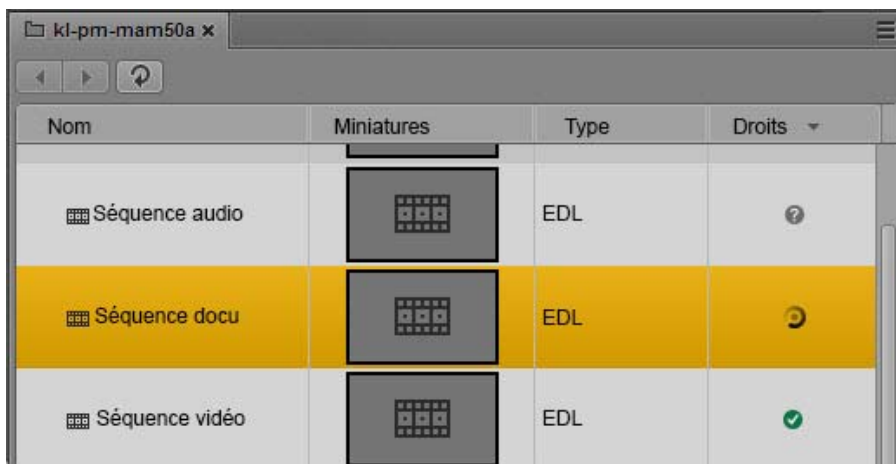 kl-pm-mam50a
Nom Miniatures Type Droits
Séquence audio EDL
Séquence docu EDL
Séquence vidéo EDL